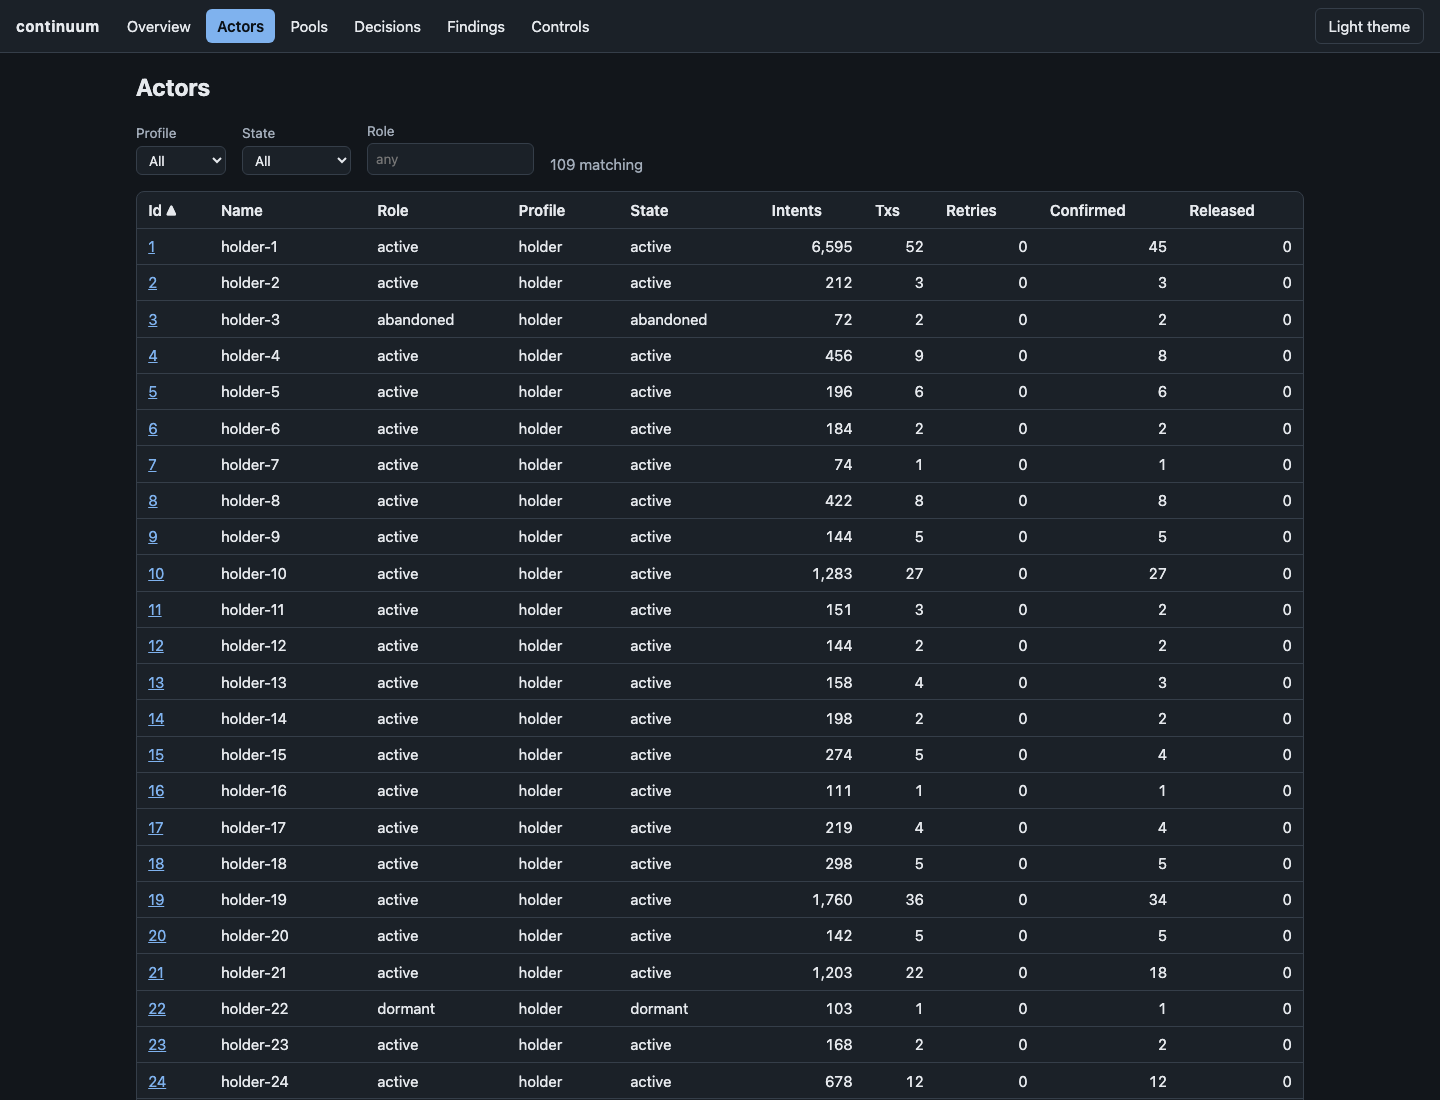 continuum Overview Actors Pools Decisions Findings Controls Light theme
Actors
Profile State Role
All All any 109 matching
Id ▲ Name Role Profile State Intents Txs Retries Confirmed Released
1 holder-1 active holder active 6,595 52 0 45 0
2 holder-2 active holder active 212 3 0 3 0
3 holder-3 abandoned holder abandoned 72 2 0 2 0
4 holder-4 active holder active 456 9 0 8 0
5 holder-5 active holder active 196 6 0 6 0
6 holder-6 active holder active 184 2 0 2 0
7 holder-7 active holder active 74 1 0 1 0
8 holder-8 active holder active 422 8 0 8 0
9 holder-9 active holder active 144 5 0 5 0
10 holder-10 active holder active 1,283 27 0 27 0
11 holder-11 active holder active 151 3 0 2 0
12 holder-12 active holder active 144 2 0 2 0
13 holder-13 active holder active 158 4 0 3 0
14 holder-14 active holder active 198 2 0 2 0
15 holder-15 active holder active 274 5 0 4 0
16 holder-16 active holder active 111 1 0 1 0
17 holder-17 active holder active 219 4 0 4 0
18 holder-18 active holder active 298 5 0 5 0
19 holder-19 active holder active 1,760 36 0 34 0
20 holder-20 active holder active 142 5 0 5 0
21 holder-21 active holder active 1,203 22 0 18 0
22 holder-22 dormant holder dormant 103 1 0 1 0
23 holder-23 active holder active 168 2 0 2 0
24 holder-24 active holder active 678 12 0 12 0